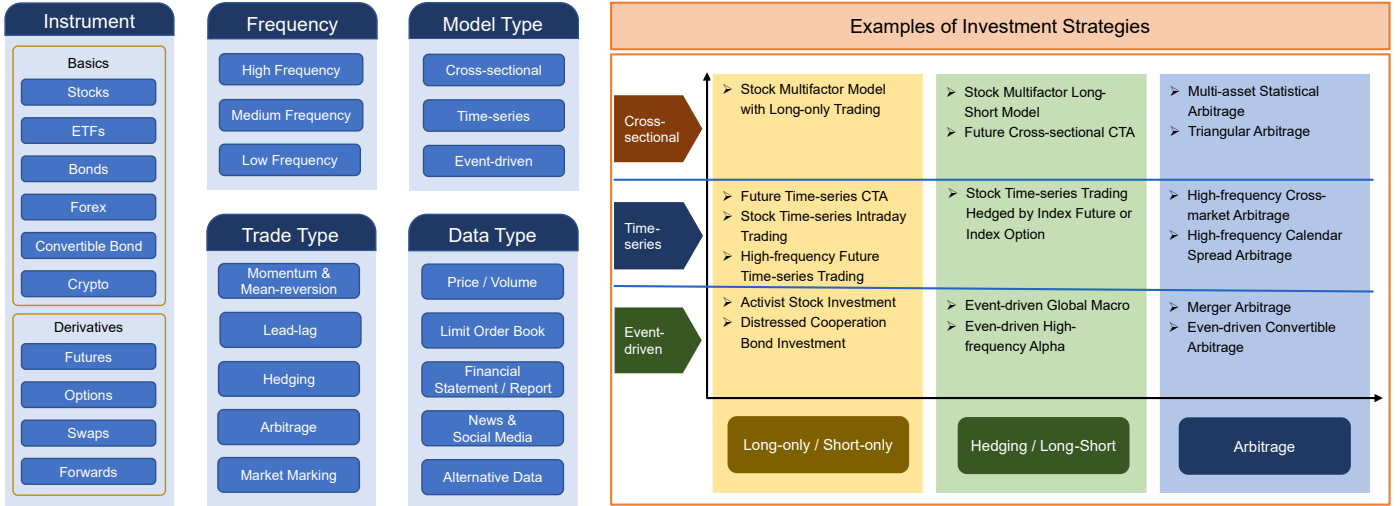 Instrument
Basics
Stocks
ETFs
Bonds
Forex
Convertible Bond
Crypto
Derivatives
Futures
Options
Swaps
Forwards
Frequency
High Frequency
Medium Frequency
Low Frequency
Model Type
Cross-sectional
Time-series
Event-driven
Trade Type
Momentum &
Mean-reversion
Lead-lag
Hedging
Arbitrage
Market Marking
Data Type
Price / Volume
Limit Order Book
Financial
Statement / Report
News &
Social Media
Alternative Data
Examples of Investment Strategies
Cross-
sectional
➢ Stock Multifactor Model
with Long-only Trading
➢ Stock Multifactor Long-
Short Model
➢ Future Cross-sectional CTA
➢ Multi-asset Statistical
Arbitrage
➢ Triangular Arbitrage
Time-
series
➢ Future Time-series CTA
➢ Stock Time-series Intraday
Trading
➢ High-frequency Future
Time-series Trading
➢ Stock Time-series Trading
Hedged by Index Future or
Index Option
➢ High-frequency Cross-
market Arbitrage
➢ High-frequency Calendar
Spread Arbitrage
Event-
driven
➢ Activist Stock Investment
➢ Distressed Cooperation
Bond Investment
➢ Event-driven Global Macro
➢ Even-driven High-
frequency Alpha
➢ Merger Arbitrage
➢ Even-driven Convertible
Arbitrage
Long-only / Short-only
Hedging / Long-Short
Arbitrage